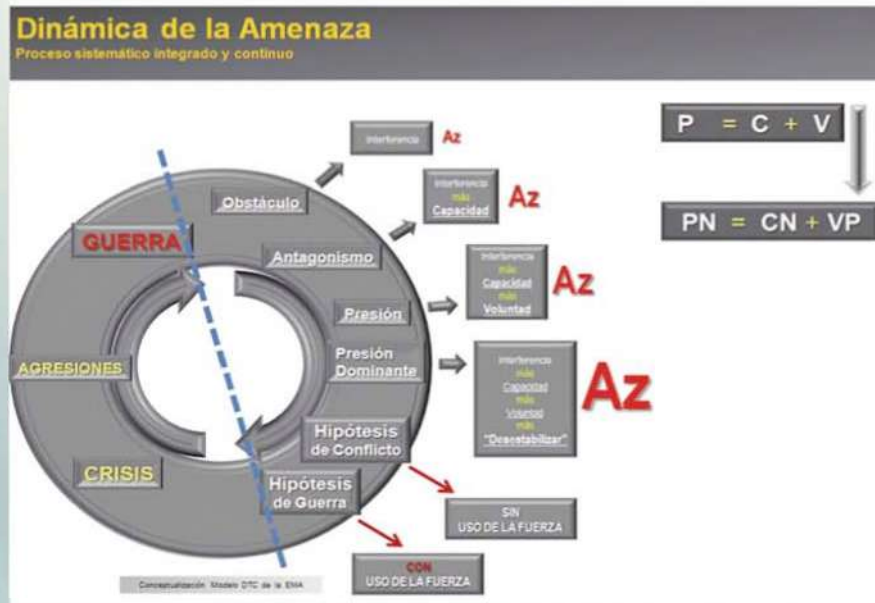 Dinámica de la Amenaza
Proceso sistemático integrado y continuo
Interferencia
Az
Obstáculo
Interferencia
más
Capacidad
Az
GUERRA
Antagonismo
Interferencia
más
Capacidad
más
Voluntad
Az
Presión
AGRESIONES
Presión
Dominante
Interferencia
más
Capacidad
más
Voluntad
más
"Desestabilizar"
Az
Hipótesis
de Conflicto
CRISIS
Hipótesis
de Guerra
SIN
USO DE LA FUERZA
CON
USO DE LA FUERZA
Conceptualización Modelo DTC de la EMA
P = C + V
PN = CN + VP